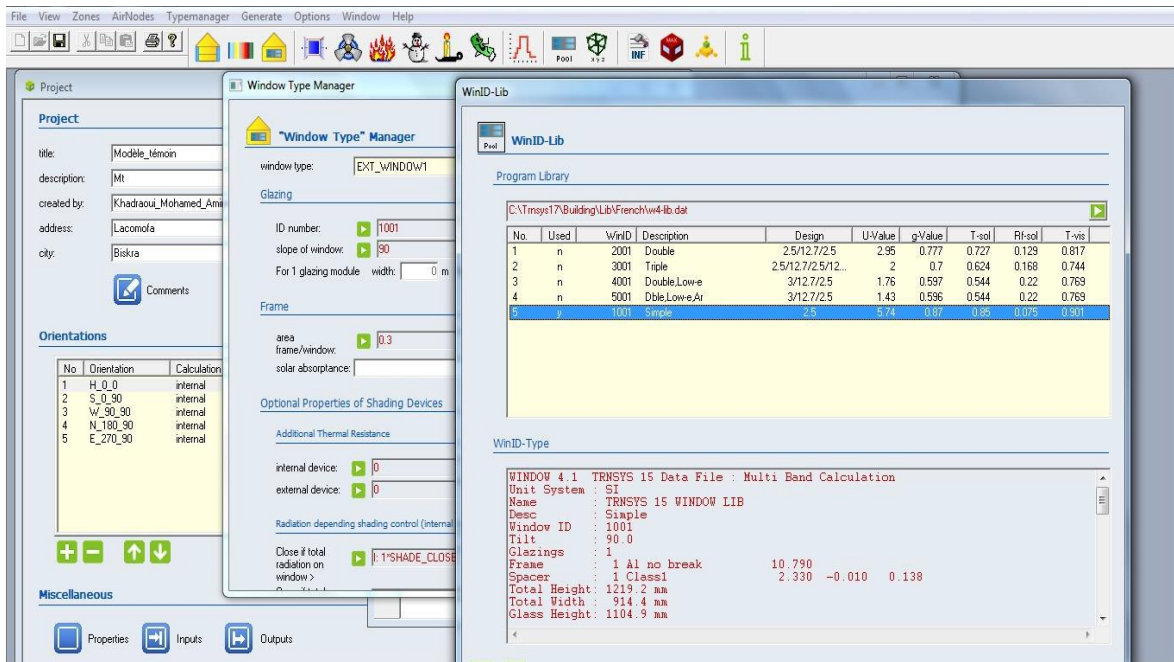 File View Zones AirNodes Typemanager Generate Options Window Help
Pool
x y z
INF
MAX
Project
Project
title: Modèle_témoin
description: Mt
created by: Khadraoui_Mohamed_Ami
address: Lacomofa
city: Biskra
Comments
Orientations
No Orientation Calculation
1 H_0_0 internal
2 S_0_90 internal
3 W_90_90 internal
4 N_180_90 internal
5 E_270_90 internal
Miscellaneous
Properties Inputs Outputs
Window Type Manager
"Window Type" Manager
window type: EXT_WINDOW1
Glazing
ID number: 1001
slope of window: 90
For 1 glazing module width: 0 m
Frame
area
frame/window: 0.3
solar absorptance:
Optional Properties of Shading Devices
Additional Thermal Resistance
internal device: 0
external device: 0
Radiation depending shading control (internal
Close if total
radiation on
window > I: 1*SHADE_CLOSE
WinID-Lib
Pool WinID-Lib
Program Library
C:\Trnsys17\Building\Lib\French\w4-lib.dat
No. Used WinID Description Design U-Value g-Value T-sol Rf-sol T-vis
1 n 2001 Double 2.5/12.7/2.5 2.95 0.777 0.727 0.129 0.817
2 n 3001 Triple 2.5/12.7/2.5/12... 2 0.7 0.624 0.168 0.744
3 n 4001 Double,Low-e 3/12.7/2.5 1.76 0.597 0.544 0.22 0.769
4 n 5001 Dble,Low-e,Ar 3/12.7/2.5 1.43 0.596 0.544 0.22 0.769
5 y 1001 Simple 2.5 5.74 0.87 0.85 0.075 0.901
WinID-Type
WINDOW 4.1 TRNSYS 15 Data File : Multi Band Calculation
Unit System : SI
Name : TRNSYS 15 WINDOW LIB
Desc : Simple
Window ID : 1001
Tilt : 90.0
Glazings : 1
Frame : 1 Al no break 10.790
Spacer : 1 Class1 2.330 -0.010 0.138
Total Height: 1219.2 mm
Total Width : 914.4 mm
Glass Height: 1104.9 mm